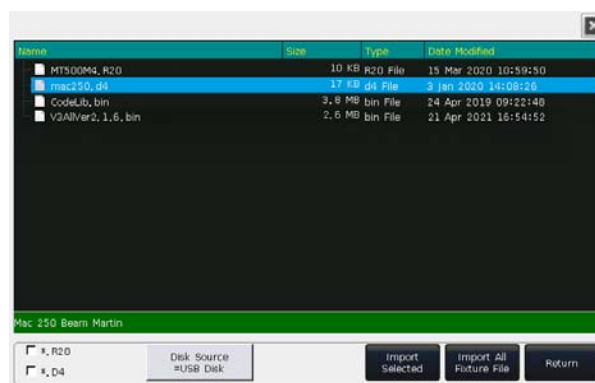 Name Size Type Date Modified
MT500M4.R20 10 KB R20 File 15 Mar 2020 10:59:50
mac250.d4 17 KB d4 File 3 Jan 2020 14:08:26
CodeLib.bin 3.8 MB bin File 24 Apr 2019 09:22:48
V3AllVer2.1.6.bin 2.6 MB bin File 21 Apr 2021 16:54:52
Mac 250 Beam Martin
*.R20
*.D4
Disk Source
=USB Disk
Import
Selected
Import All
Fixture File
Return